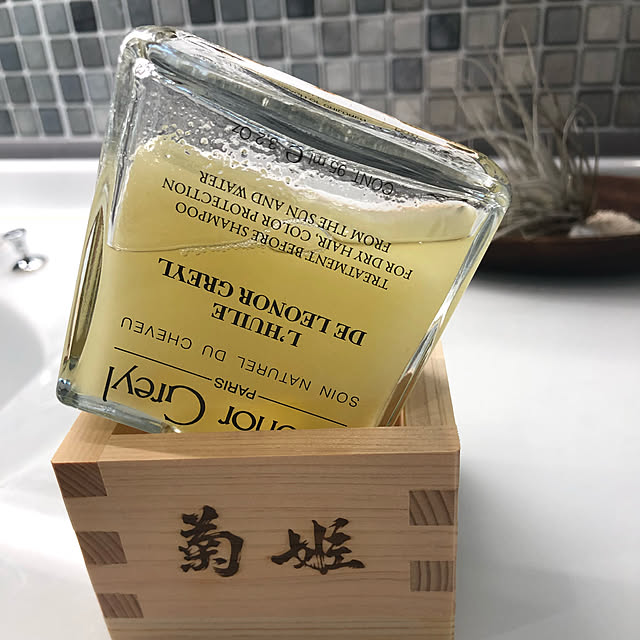 onor Greyl
PARIS
SOIN NATUREL DU CHEVEU
L'HUILE
DE LEONOR GREYL
TREATMENT BEFORE SHAMPOO
FOR DRY HAIR. COLOR PROTECTION
FROM THE SUN AND WATER
CONT. 95 mL ℮ 3.2 Oz
菊姫